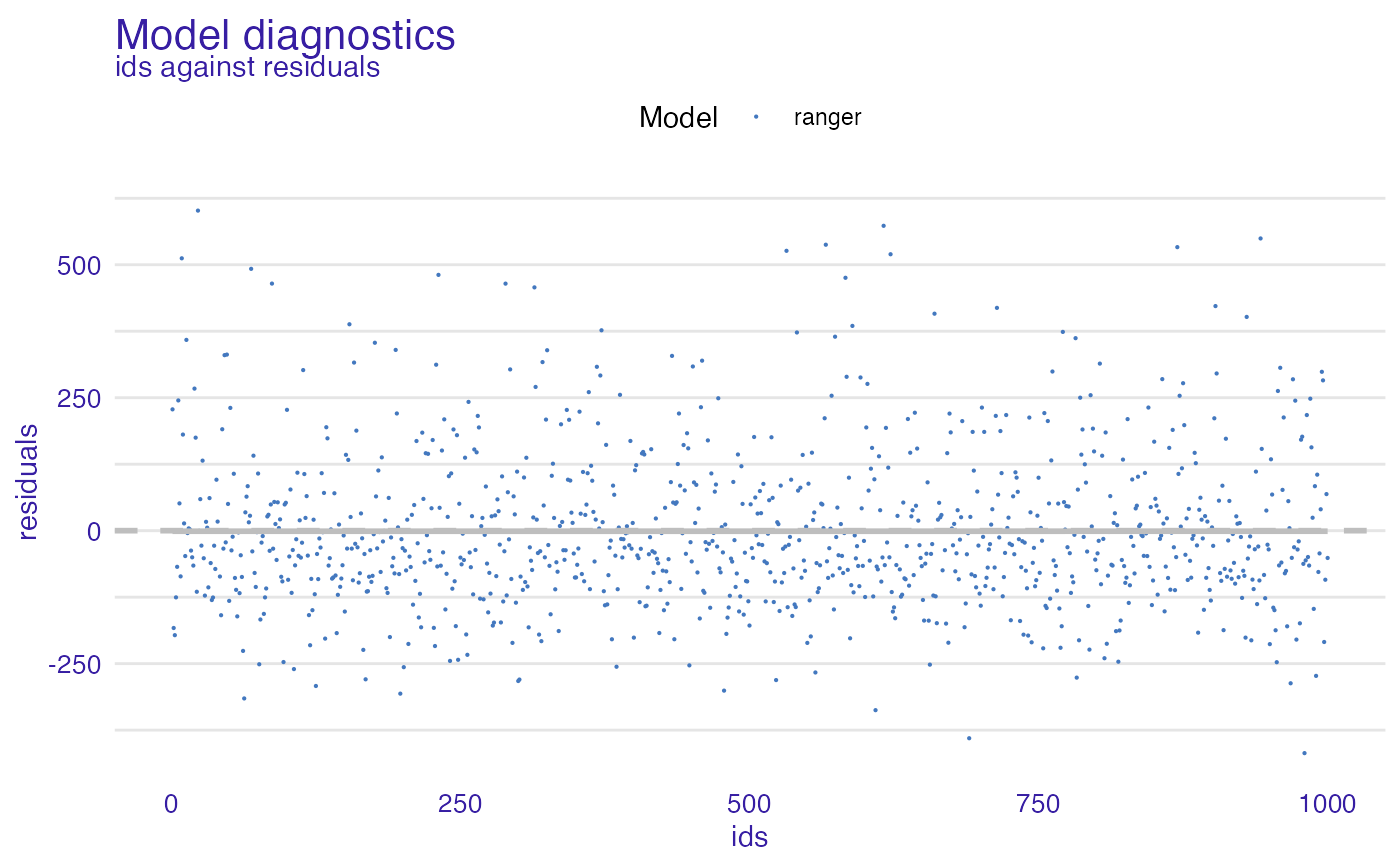 Model diagnostics
ids against residuals
Model ranger
500
250
0
-250
residuals
0 250 500 750 1000
ids